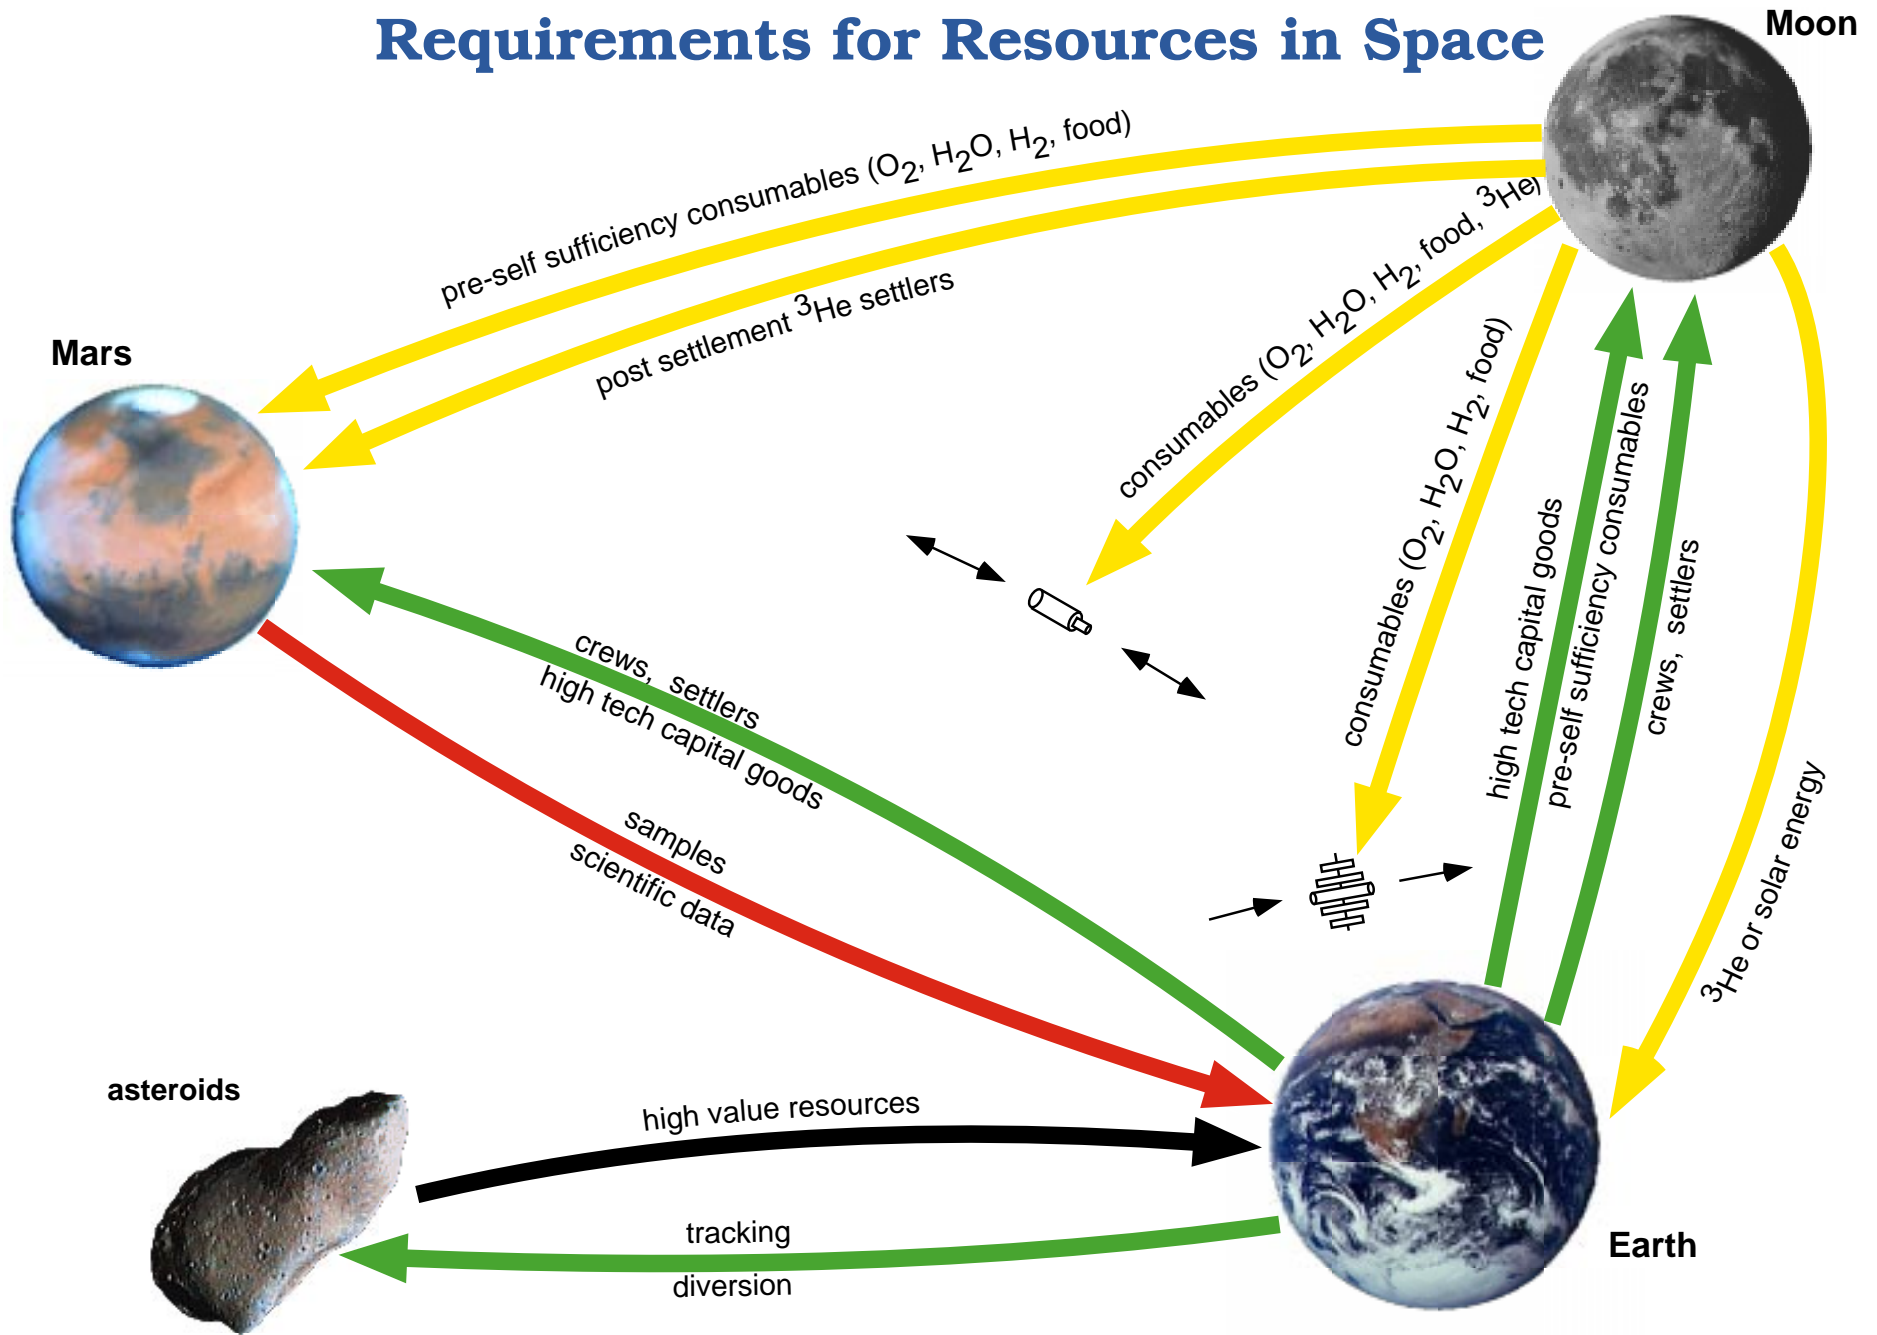 Requirements for Resources in Space
Moon
pre-self sufficiency consumables (O₂, H₂O, H₂, food)
post settlement ³He settlers
consumables (O₂, H₂O, H₂, food, ³He)
consumables (O₂, H₂O, H₂, food)
Mars
high tech capital goods
pre-self sufficiency consumables
crews, settlers
³He or solar energy
crews, settlers
high tech capital goods
samples
scientific data
asteroids
high value resources
tracking
diversion
Earth